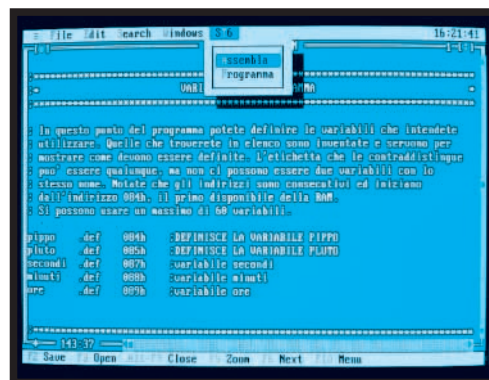 ≡ File Edit Search Windows S 6 16:21:41
Assembla
Programma
; In questo punto del programma potete definire le variabili che intendete
; utilizzare. Quelle che troverete in elenco sono inventate e servono per
; mostrare come devono essere definite. L'etichetta che le contraddistingue
; puo' essere qualunque, ma non ci possono essere due variabili con lo
; stesso nome. Notate che gli indirizzi sono consecutivi ed iniziano
; dall'indirizzo 084h, il primo disponibile della RAM.
; Si possono usare un massimo di 60 variabili.
pippo .def 084h ;DEFINISCE LA VARIABILE PIPPO
pluto .def 085h ;DEFINISCE LA VARIABILE PLUTO
secondi .def 087h ;variabile secondi
minuti .def 088h ;variabile minuti
ore .def 089h ;variabile ore
143:37
F2 Save Open Close Zoom Next F10 Menu